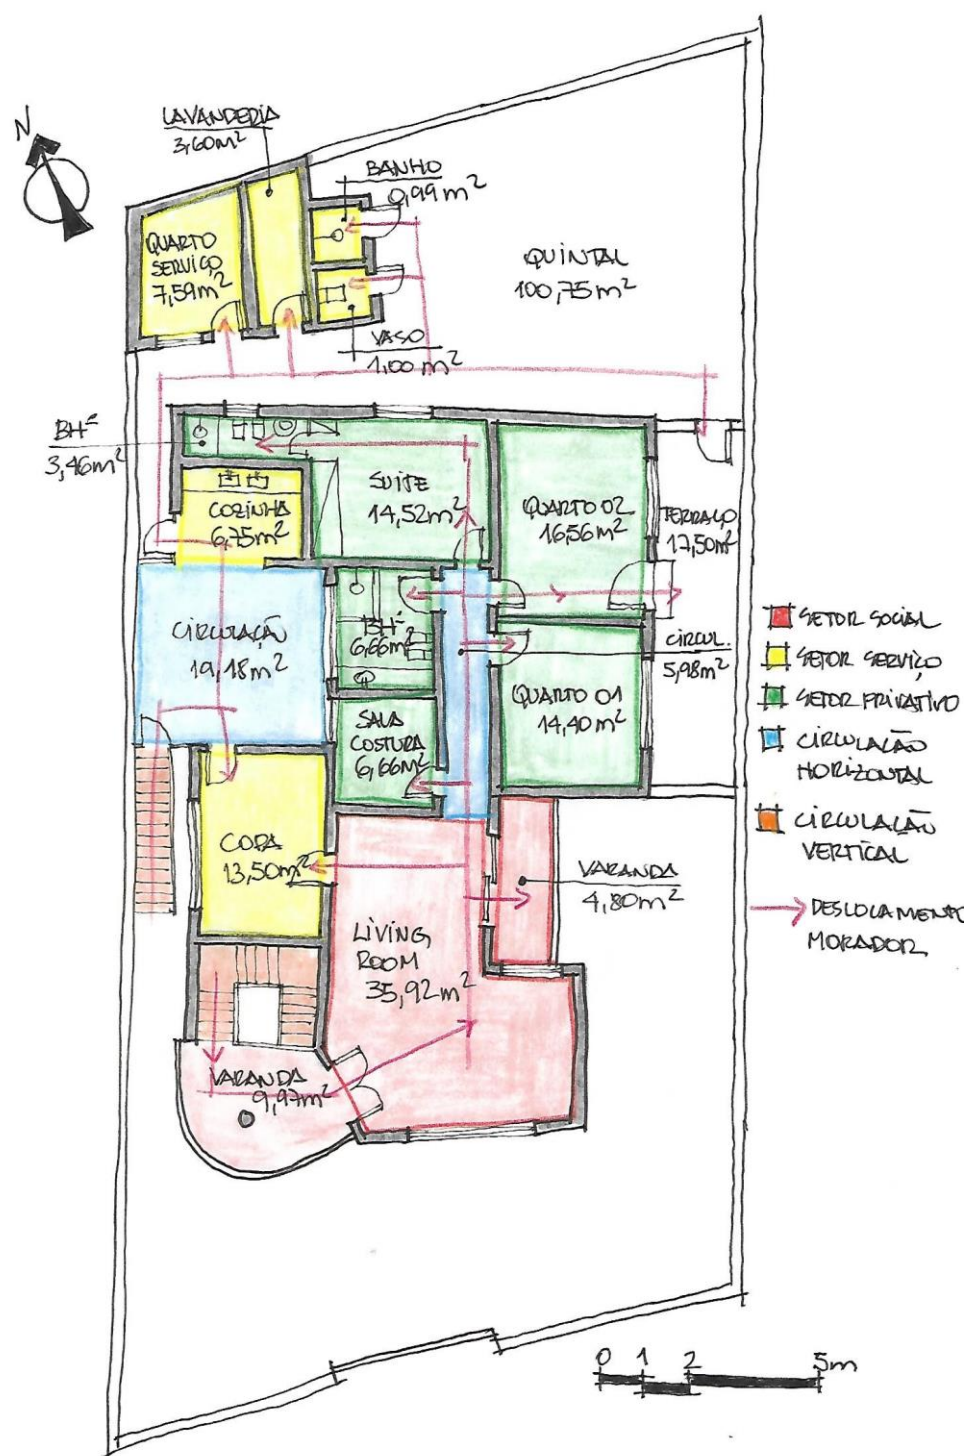 N
LAVANDERIA
3,60m²
BANHO
0,99m²
QUARTO
SERVIÇO
7,59m²
QUINTAL
100,75m²
VASO
1,00m²
BHº
3,46m²
SUITE
14,52m²
COZINHA
6,75m²
QUARTO 02
16,56m²
TERRAÇO
17,50m²
CIRCULAÇÃO
19,18m²
BHº
6,66m²
CIRCUL.
5,98m²
QUARTO 01
14,40m²
SALA
COSTURA
6,66m²
COPA
13,50m²
VARANDA
4,80m²
LIVING
ROOM
35,92m²
VARANDA
9,97m²
SETOR SOCIAL
SETOR SERVIÇO
SETOR PRIVATIVO
CIRCULAÇÃO
HORIZONTAL
CIRCULAÇÃO
VERTICAL
DESLOCAMENTO
MORADOR
0 1 2 5m